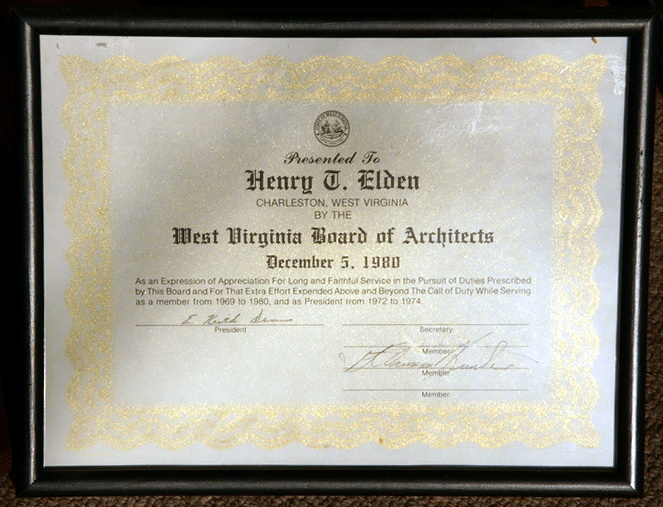 Presented To
Henry T. Elden
CHARLESTON, WEST VIRGINIA
BY THE
West Virginia Board of Architects
December 5, 1980
As an Expression of Appreciation For Long and Faithful Service in the Pursuit of Duties Prescribed
by This Board and For That Extra Effort Expended Above and Beyond The Call of Duty While Serving
as a member from 1969 to 1980, and as President from 1972 to 1974.
President
Secretary
Member
Member
Member